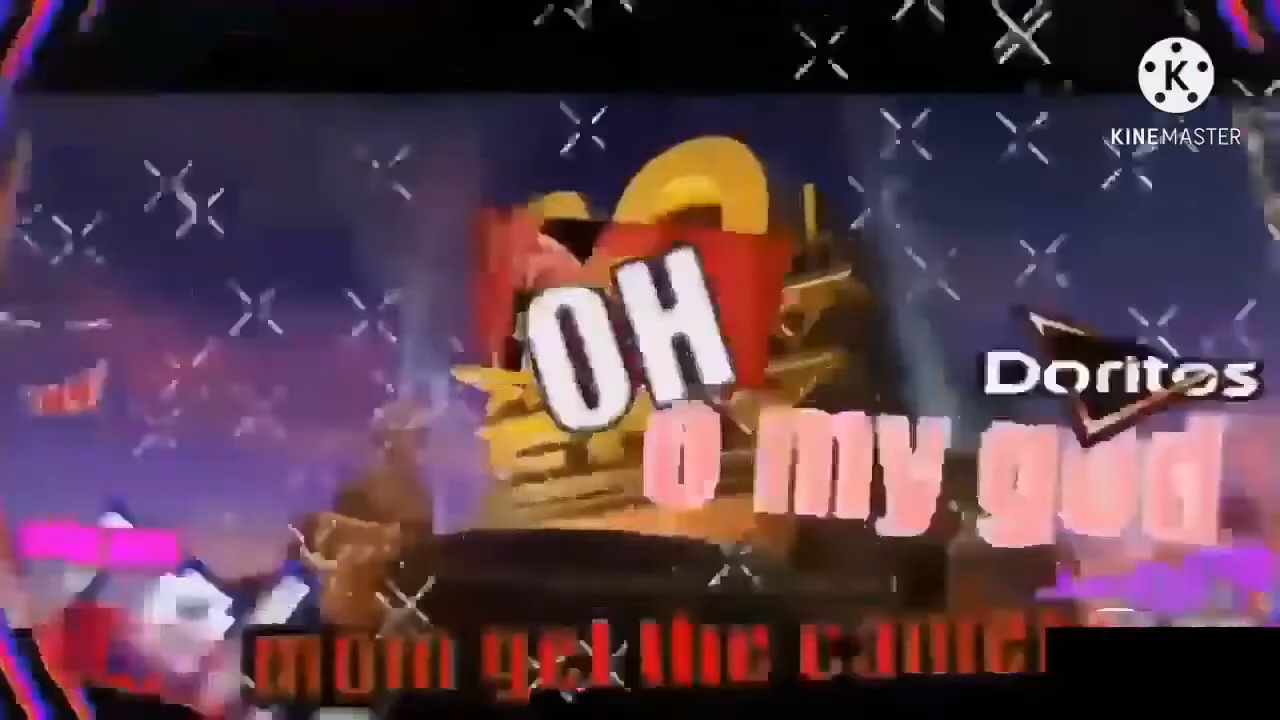 KINEMASTER
OH
Doritos
o my god
mom get the camer